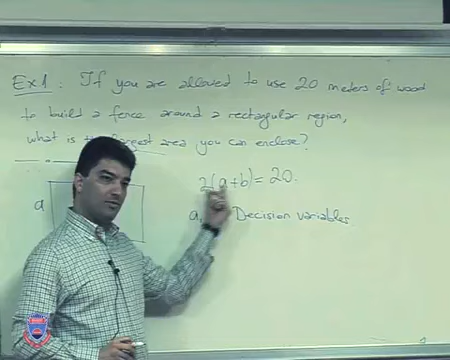 Ex1: If you are allowed to use 20 meters of wood
to build a fence around a rectangular region,
what is the largest area you can enclose?
2(a+b) = 20.
a
a, Decision variables